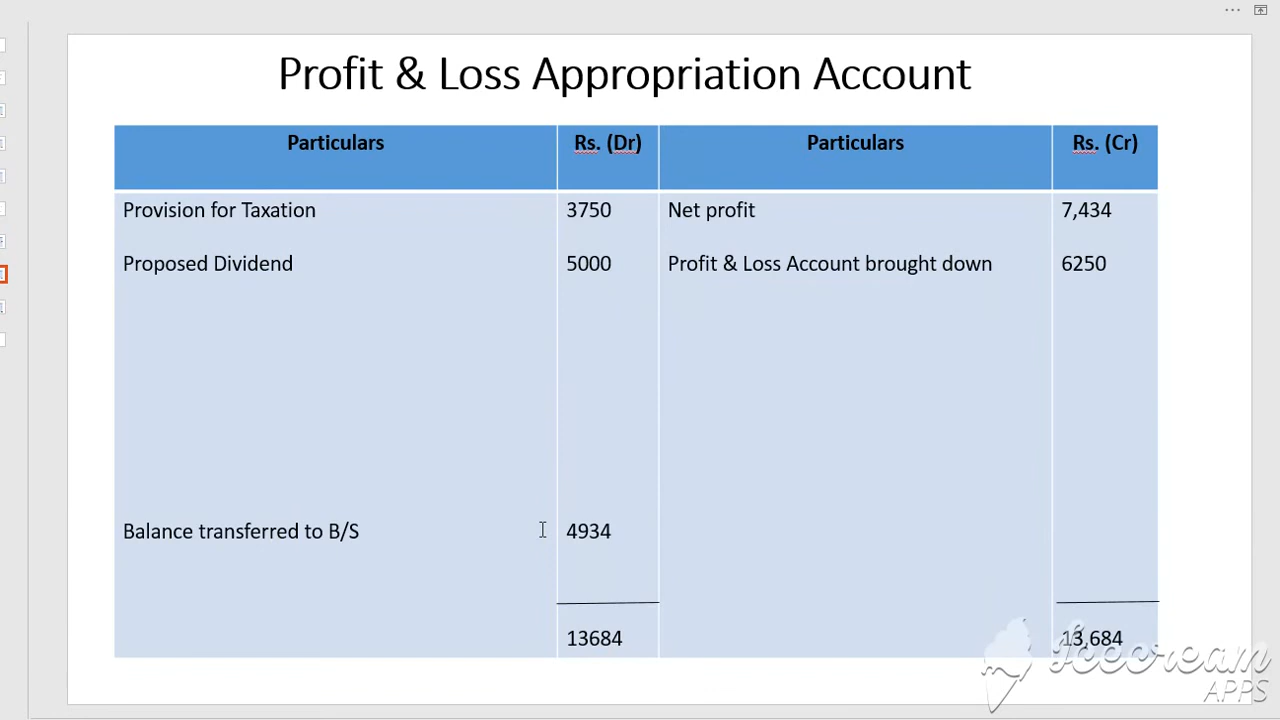 Profit & Loss Appropriation Account
Particulars Rs. (Dr) Particulars Rs. (Cr)
Provision for Taxation 3750 Net profit 7,434
Proposed Dividend 5000 Profit & Loss Account brought down 6250
Balance transferred to B/S 4934
13684 13,684
Icecream
APPS